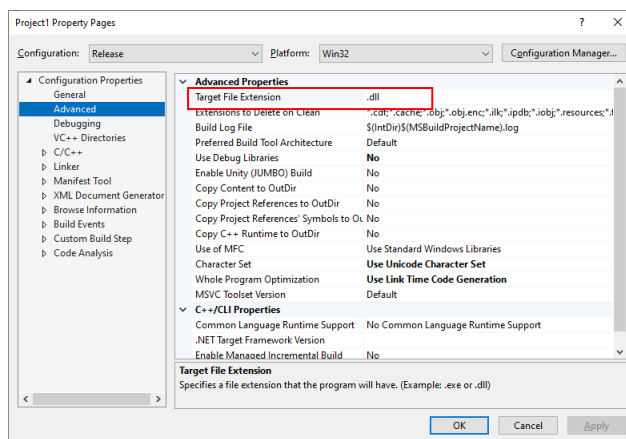 Project1 Property Pages ? ×
Configuration: Release Platform: Win32 Configuration Manager...
Configuration Properties
General
Advanced
Debugging
VC++ Directories
C/C++
Linker
Manifest Tool
XML Document Generator
Browse Information
Build Events
Custom Build Step
Code Analysis
Advanced Properties
Target File Extension .dll
Extensions to Delete on Clean *.cdf;*.cache;*.obj;*.obj.enc;*.ilk;*.ipdb;*.iobj;*.resources;*.t
Build Log File $(IntDir)$(MSBuildProjectName).log
Preferred Build Tool Architecture Default
Use Debug Libraries No
Enable Unity (JUMBO) Build No
Copy Content to OutDir No
Copy Project References to OutDir No
Copy Project References' Symbols to Ou No
Copy C++ Runtime to OutDir No
Use of MFC Use Standard Windows Libraries
Character Set Use Unicode Character Set
Whole Program Optimization Use Link Time Code Generation
MSVC Toolset Version Default
C++/CLI Properties
Common Language Runtime Support No Common Language Runtime Support
.NET Target Framework Version
Enable Managed Incremental Build No
Target File Extension
Specifies a file extension that the program will have. (Example: .exe or .dll)
OK Cancel Apply